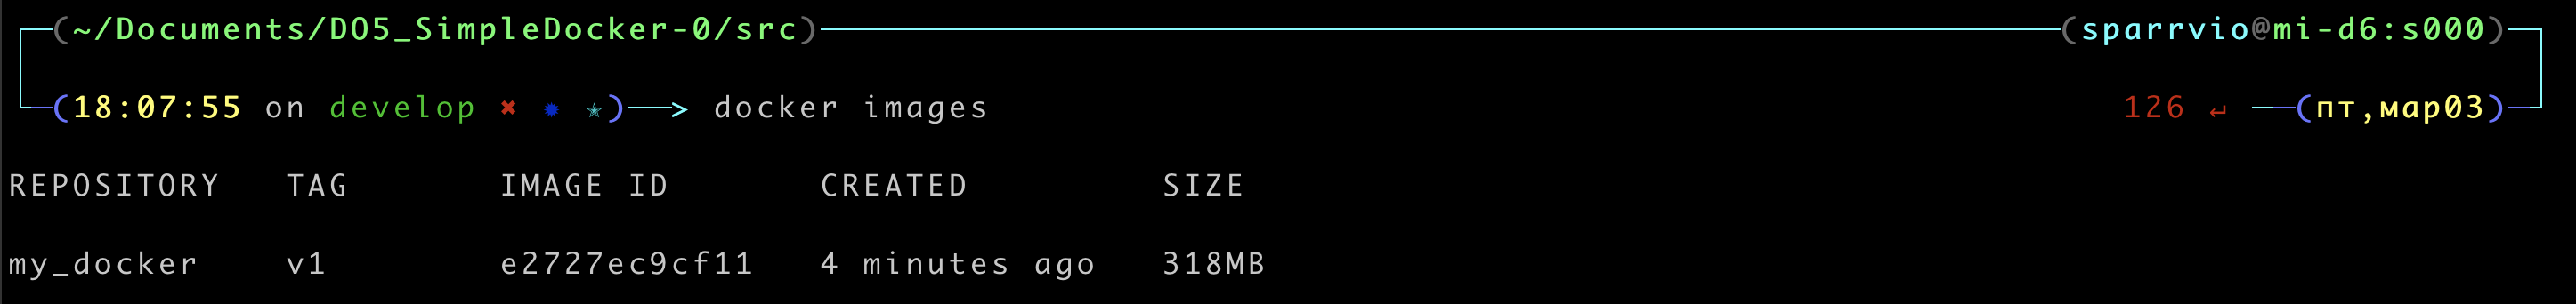 (~/Documents/DO5_SimpleDocker-0/src) (sparrvio@mi-d6:s000)
(18:07:55 on develop ✖ ✹ ✭)──> docker images 126 ↵ ──(пт,мар03)
REPOSITORY TAG IMAGE ID CREATED SIZE
my_docker v1 e2727ec9cf11 4 minutes ago 318MB